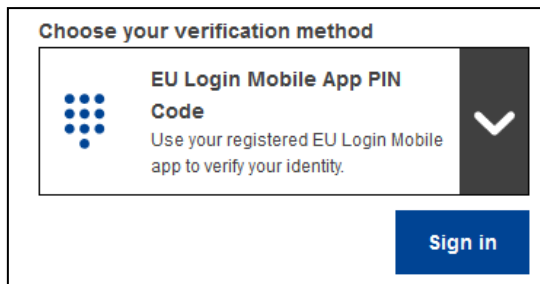 Choose your verification method
EU Login Mobile App PIN
Code
Use your registered EU Login Mobile
app to verify your identity.
Sign in